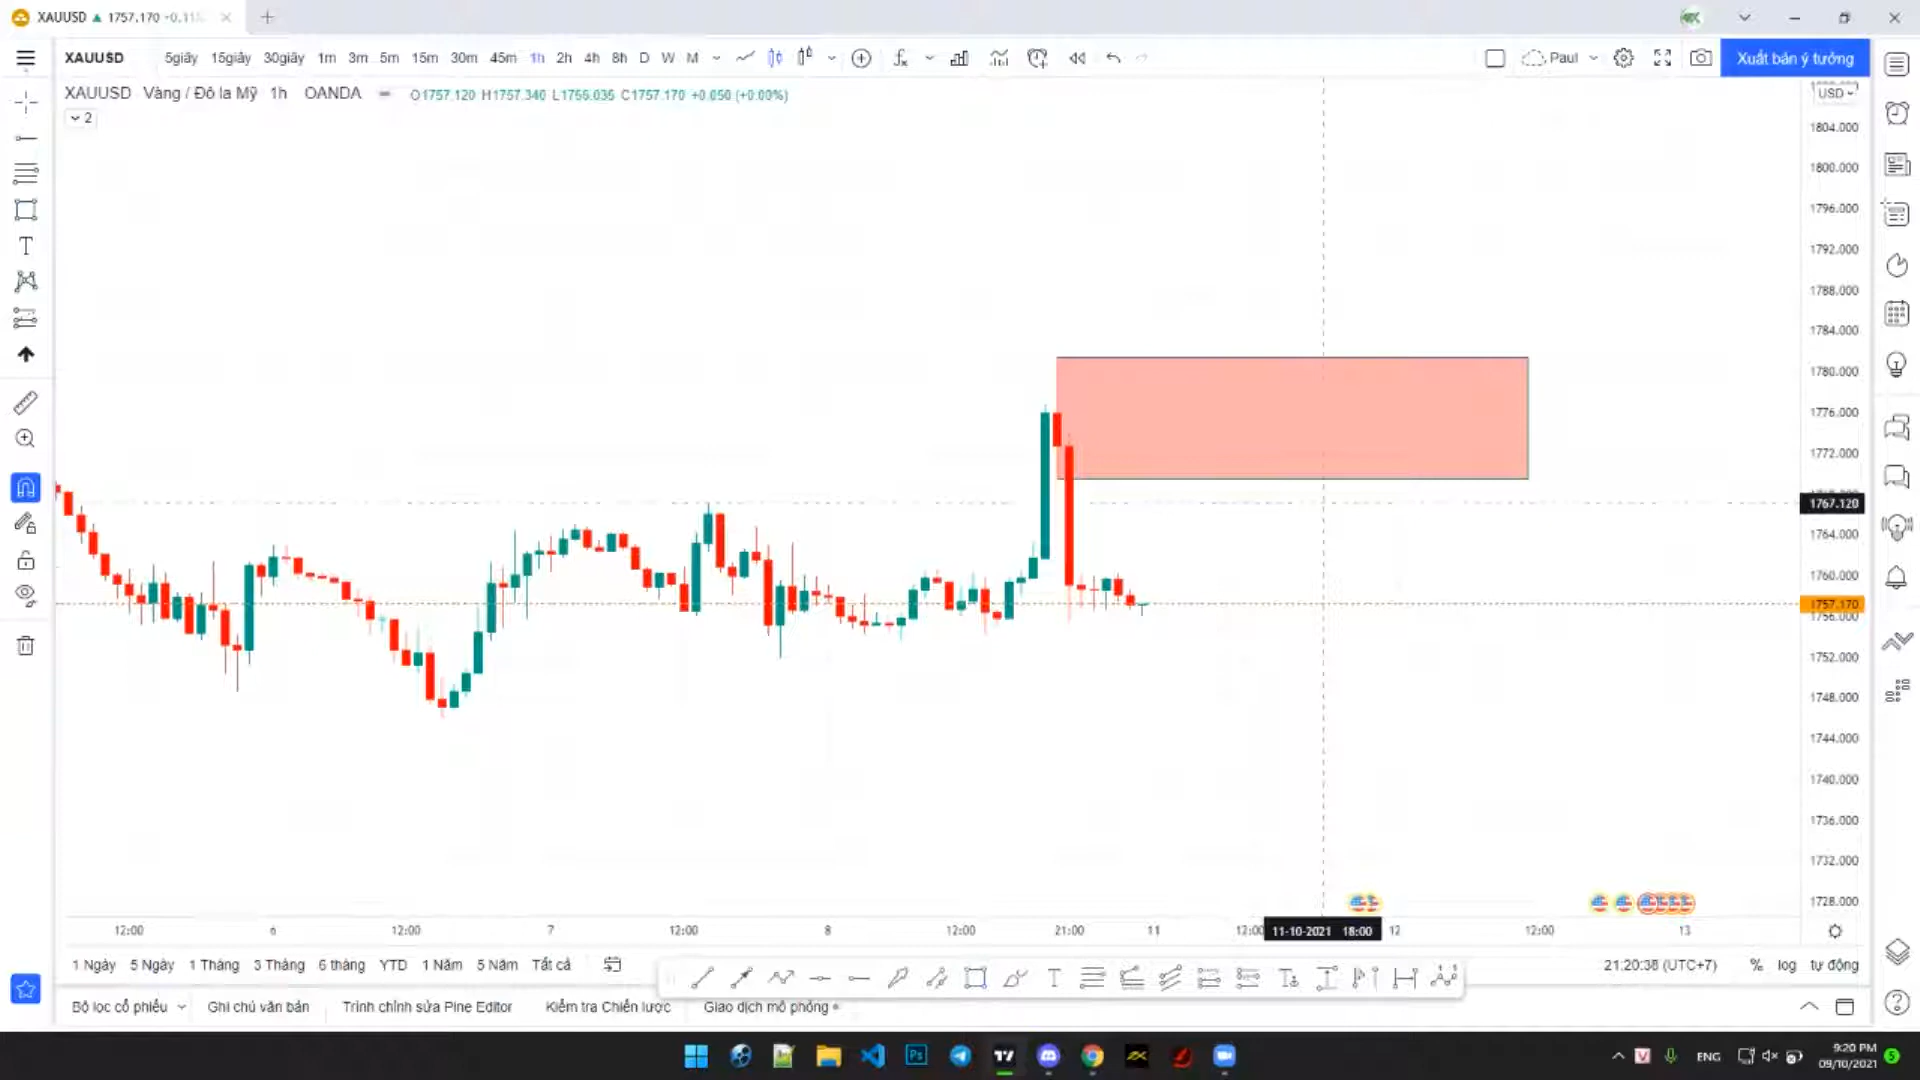 XAUUSD ▲ 1757.170
XAUUSD 5giây 15giây 30giây 1m 3m 5m 15m 30m 45m 1h 2h 4h 8h D W M Paul Xuất bản ý tưởng
XAUUSD Vàng / Đô la Mỹ 1h OANDA O1757.120 H1757.340 L1756.035 C1757.170 +0.050 (+0.00%)
USD
2
1804.000
1800.000
1796.000
1792.000
1788.000
1784.000
1780.000
1776.000
1772.000
1767.120
1764.000
1760.000
1757.170
1756.000
1752.000
1748.000
1744.000
1740.000
1736.000
1732.000
1728.000
12:00 6 12:00 7 12:00 8 12:00 21:00 11 12:00 11-10-2021 18:00 12 12:00 13
1 Ngày 5 Ngày 1 Tháng 3 Tháng 6 tháng YTD 1 Năm 5 Năm Tất cả 21:20:38 (UTC+7) % log tự động
Bộ lọc cổ phiếu Ghi chú văn bản Trình chỉnh sửa Pine Editor Kiểm tra Chiến lược Giao dịch mô phỏng
ENG 9:20 PM
09/10/2021 5